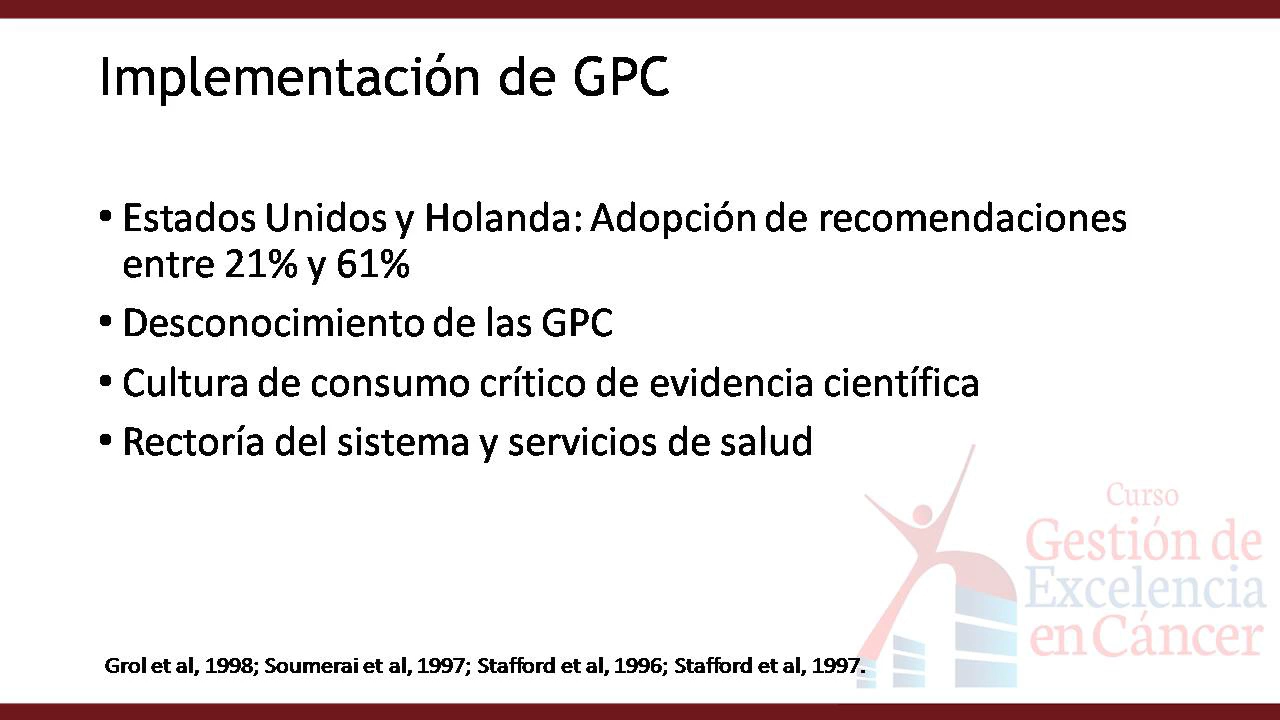 Implementación de GPC
• Estados Unidos y Holanda: Adopción de recomendaciones
entre 21% y 61%
• Desconocimiento de las GPC
• Cultura de consumo crítico de evidencia científica
• Rectoría del sistema y servicios de salud
Curso
Gestión de
Excelencia
en Cáncer
Grol et al, 1998; Soumerai et al, 1997; Stafford et al, 1996; Stafford et al, 1997.